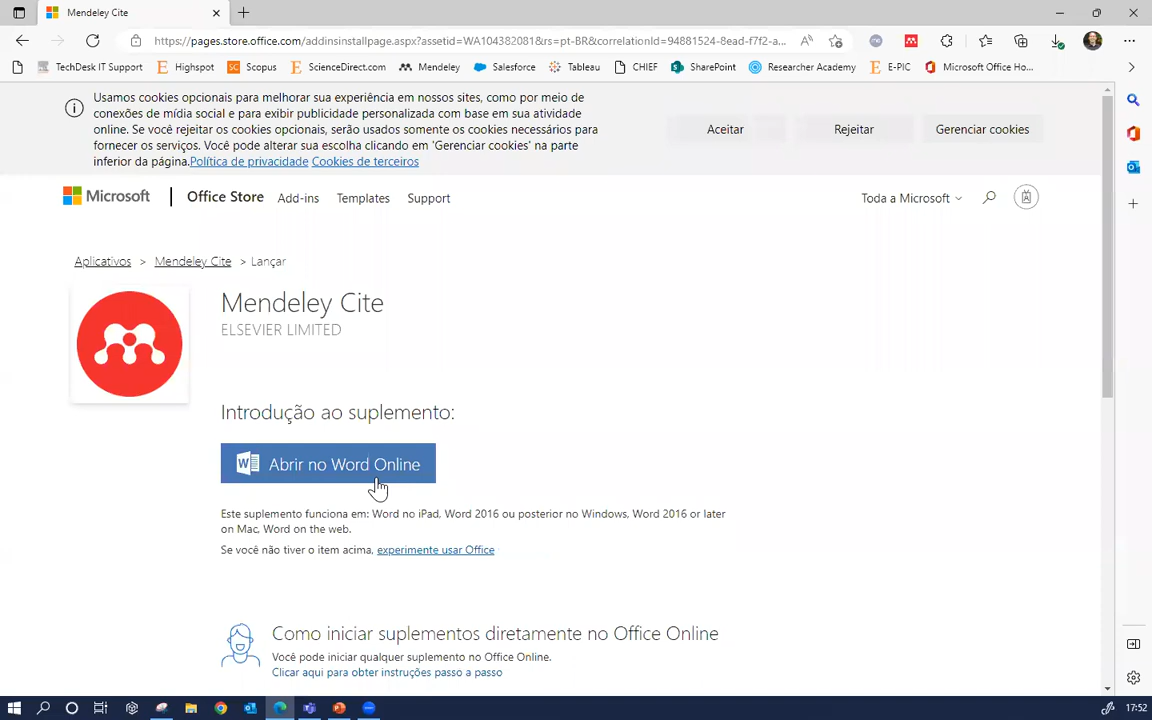 Mendeley Cite
https://pages.store.office.com/addinsinstallpage.aspx?assetid=WA104382081&rs=pt-BR&correlationId=94881524-8ead-f7f2-a...
TechDesk IT Support Highspot Scopus ScienceDirect.com Mendeley Salesforce Tableau CHIEF SharePoint Researcher Academy E-PIC Microsoft Office Ho...
Usamos cookies opcionais para melhorar sua experiência em nossos sites, como por meio de
conexões de mídia social e para exibir publicidade personalizada com base em sua atividade
online. Se você rejeitar os cookies opcionais, serão usados somente os cookies necessários para
fornecer os serviços. Você pode alterar sua escolha clicando em 'Gerenciar cookies' na parte
inferior da página.Política de privacidade Cookies de terceiros
Aceitar Rejeitar Gerenciar cookies
Microsoft Office Store Add-ins Templates Support Toda a Microsoft
Aplicativos > Mendeley Cite > Lançar
Mendeley Cite
ELSEVIER LIMITED
Introdução ao suplemento:
Abrir no Word Online
Este suplemento funciona em: Word no iPad, Word 2016 ou posterior no Windows, Word 2016 or later
on Mac, Word on the web.
Se você não tiver o item acima, experimente usar Office
Como iniciar suplementos diretamente no Office Online
Você pode iniciar qualquer suplemento no Office Online.
Clicar aqui para obter instruções passo a passo
17:52